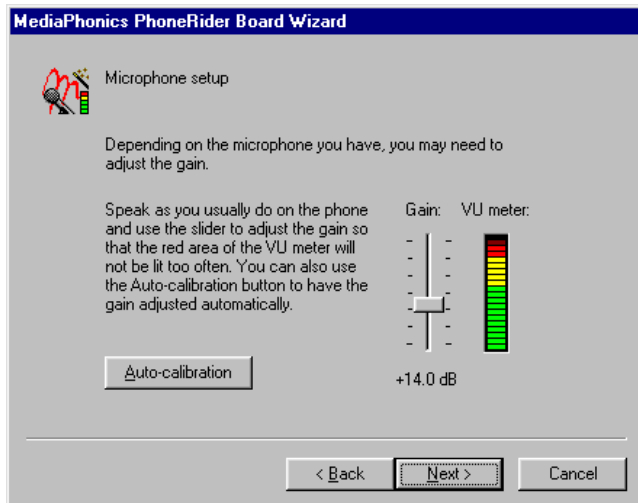 MediaPhonics PhoneRider Board Wizard
Microphone setup
Depending on the microphone you have, you may need to
adjust the gain.
Speak as you usually do on the phone
and use the slider to adjust the gain so
that the red area of the VU meter will
not be lit too often. You can also use
the Auto-calibration button to have the
gain adjusted automatically.
Gain: VU meter:
Auto-calibration
+14.0 dB
< Back Next > Cancel